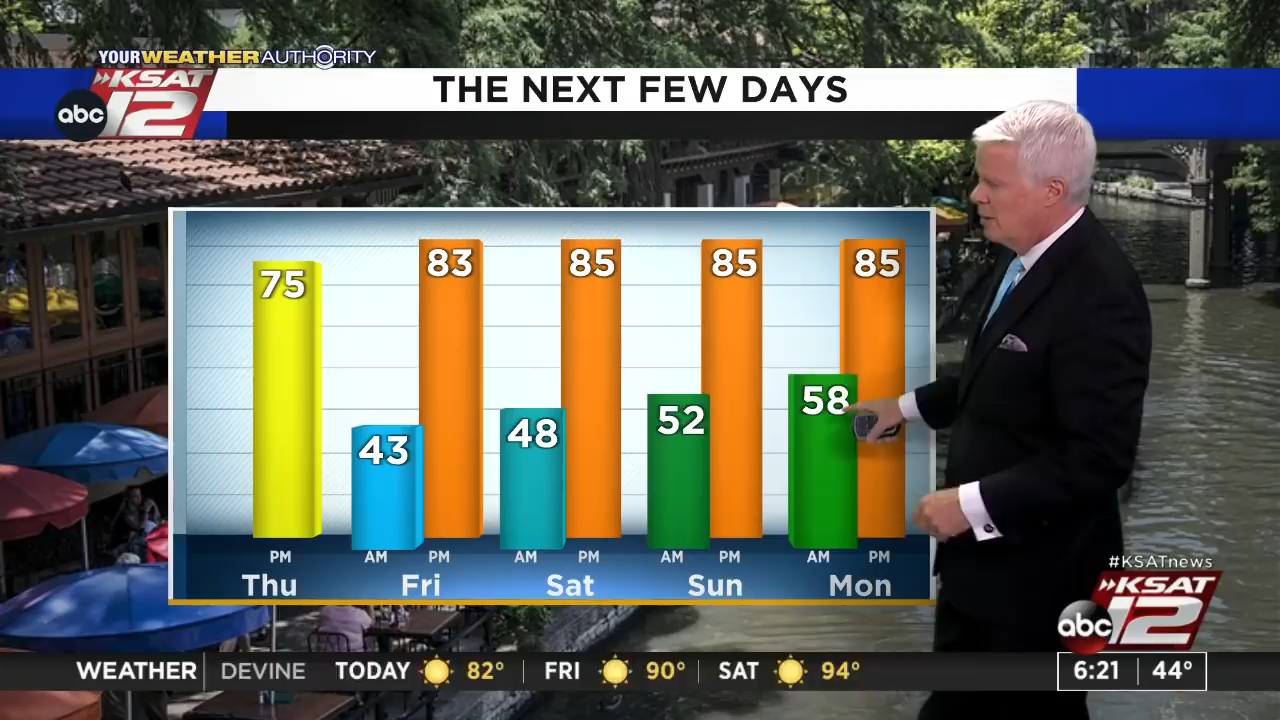 YOURWEATHERAUTHORITY
KSAT
abc 12
THE NEXT FEW DAYS
75 83 85 85 85
43 48 52 58
PM AM PM AM PM AM PM AM PM
Thu Fri Sat Sun Mon
#KSATnews
KSAT
abc 12
WEATHER DEVINE TODAY 82° FRI 90° SAT 94° 6:21 44°